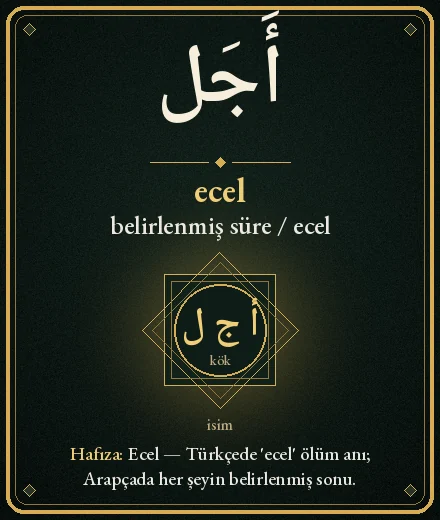 أَجَل
ecel
belirlenmiş süre / ecel
أ ج ل
kök
isim
Hafıza: Ecel — Türkçede 'ecel' ölüm anı;
Arapçada her şeyin belirlenmiş sonu.